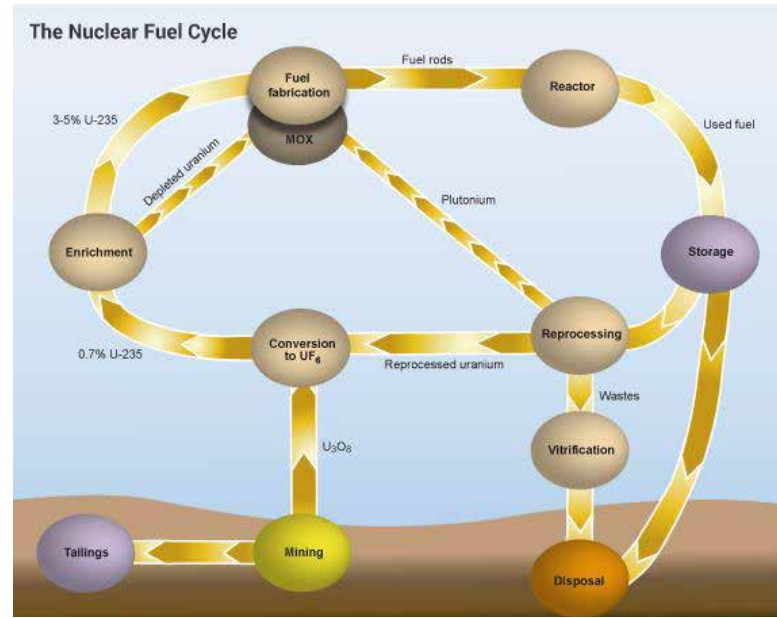 The Nuclear Fuel Cycle
Fuel rods
Fuel
fabrication
Reactor
3-5% U-235
Used fuel
MOX
Depleted uranium
Plutonium
Enrichment
Storage
Reprocessing
Conversion
to UF₆
0.7% U-235
Reprocessed uranium
Wastes
U₃O₈
Vitrification
Tailings
Mining
Disposal